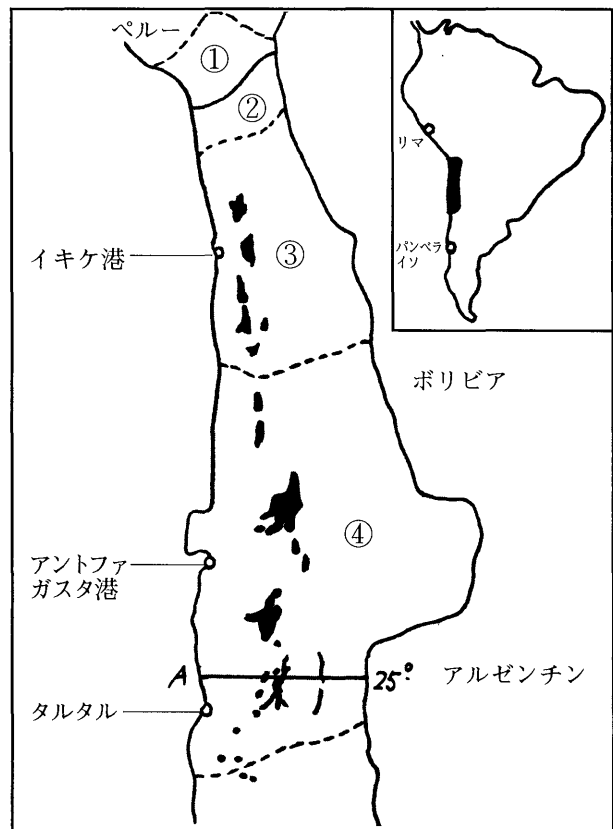 ペルー
①
②
リマ
パンペラ
イソ
イキケ港
③
ボリビア
④
アントファ
ガスタ港
A
25°
アルゼンチン
タルタル